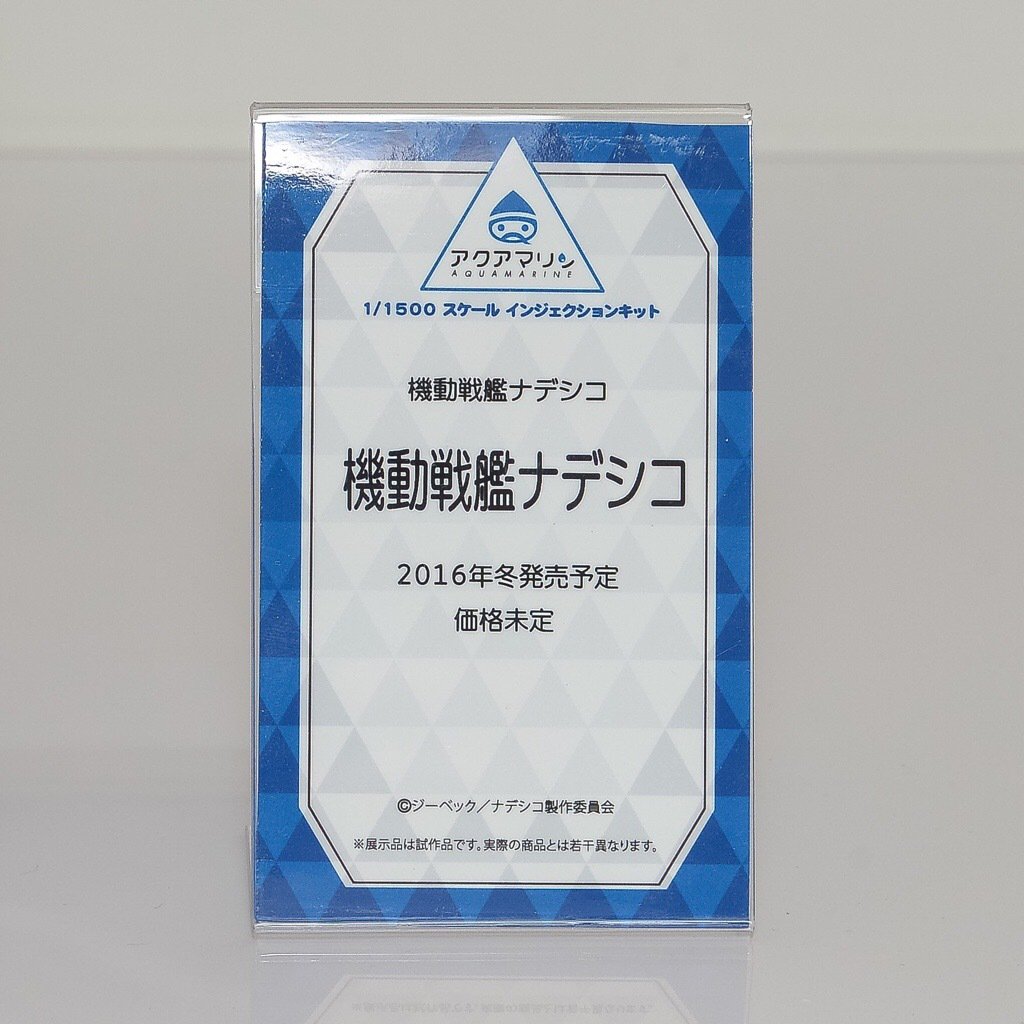 アクアマリン
AQUAMARINE
1/1500 スケール インジェクションキット
機動戦艦ナデシコ
機動戦艦ナデシコ
2016年冬発売予定
価格未定
©ジーベック／ナデシコ製作委員会
※展示品は試作品です。実際の商品とは若干異なります。